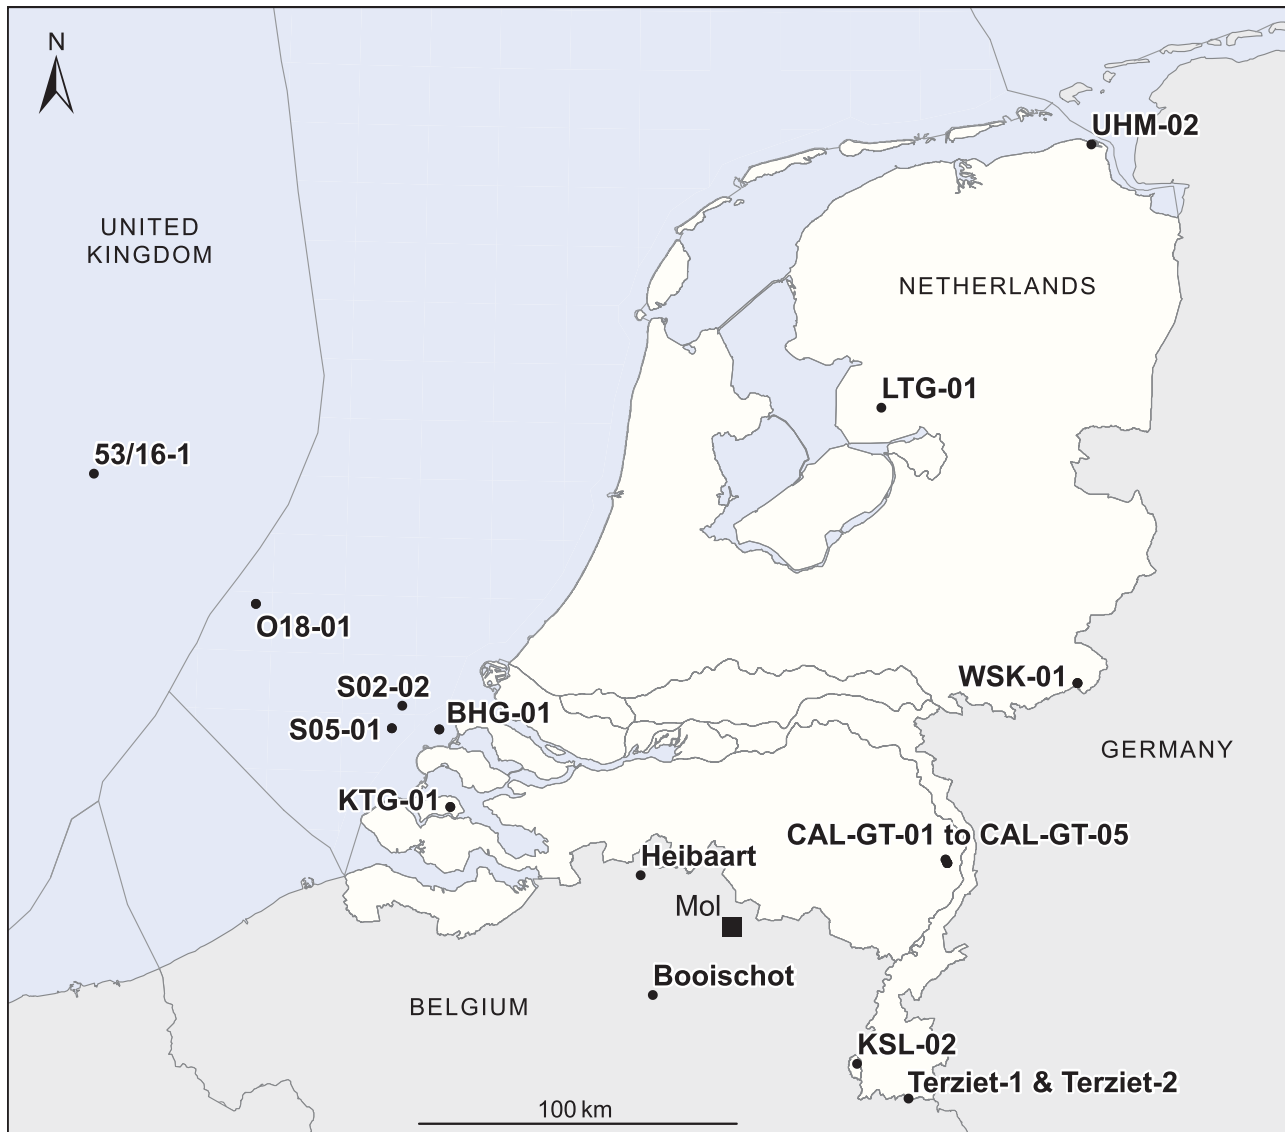 N
UHM-02
UNITED
KINGDOM
NETHERLANDS
LTG-01
53/16-1
O18-01
WSK-01
S02-02
BHG-01
S05-01
GERMANY
KTG-01
CAL-GT-01 to CAL-GT-05
Heibaart
Mol
Booischot
BELGIUM
KSL-02
Terziet-1 & Terziet-2
100 km